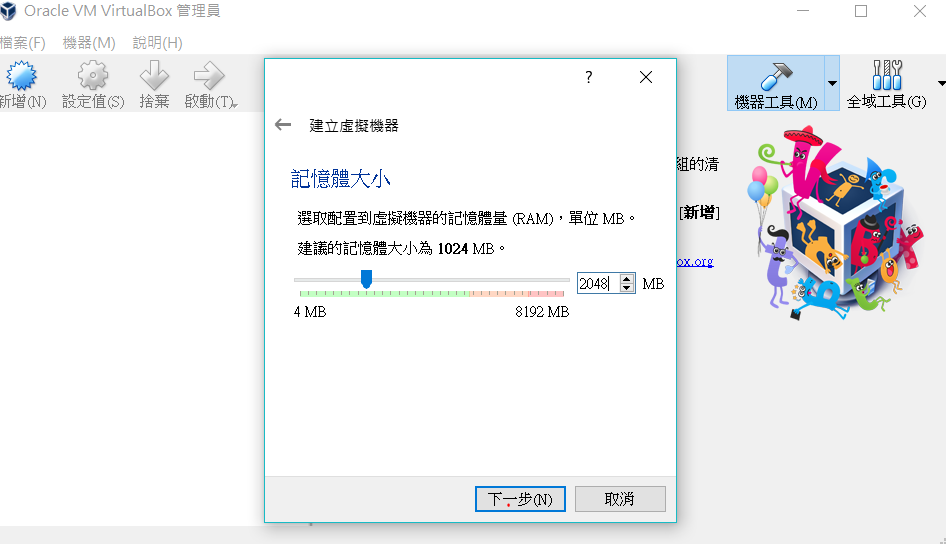 Oracle VM VirtualBox 管理員
檔案(F) 機器(M) 說明(H)
新增(N) 設定值(S) 捨棄 啟動(T) 機器工具(M) 全域工具(G)
?
建立虛擬機器
組的清
記憶體大小
選取配置到虛擬機器的記憶體量 (RAM)，單位 MB。
[新增]
建議的記憶體大小為 1024 MB。
ox.org
2048 MB
4 MB 8192 MB
下一步(N) 取消